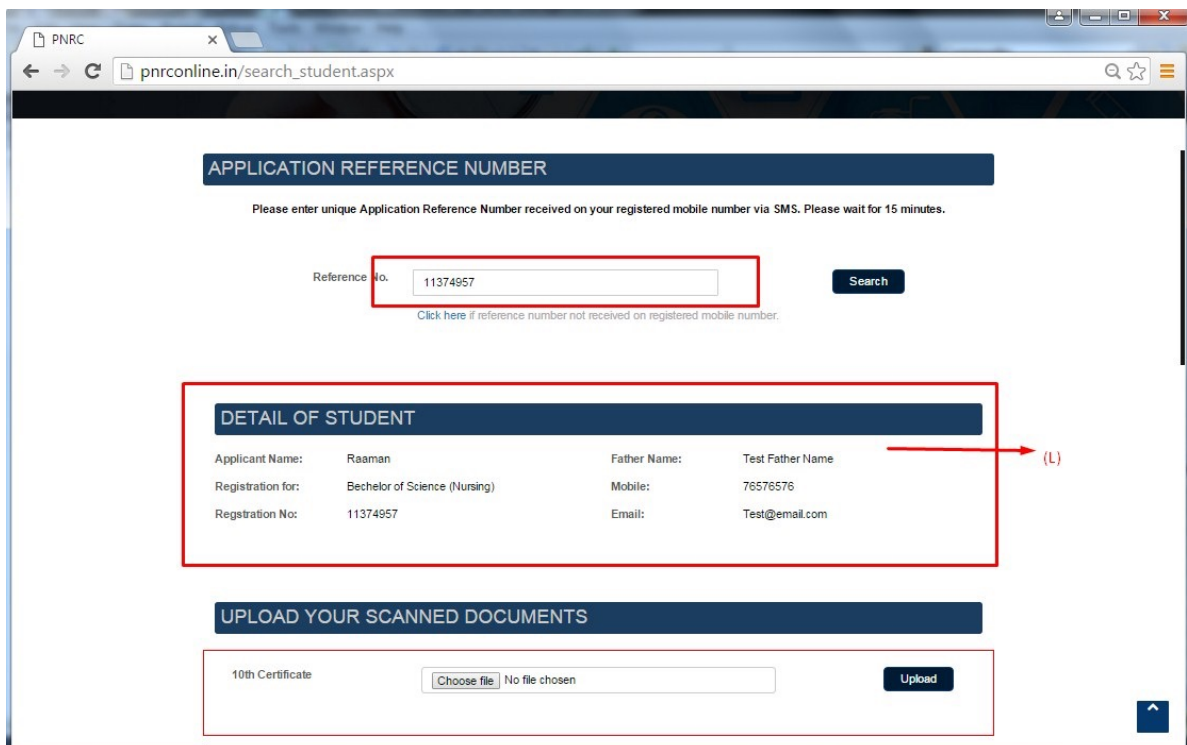 PNRC
pnrconline.in/search_student.aspx
APPLICATION REFERENCE NUMBER
Please enter unique Application Reference Number received on your registered mobile number via SMS. Please wait for 15 minutes.
Reference No. 11374957 Search
Click here if reference number not received on registered mobile number.
DETAIL OF STUDENT
Applicant Name: Raaman Father Name: Test Father Name (L)
Registration for: Bechelor of Science (Nursing) Mobile: 76576576
Regstration No: 11374957 Email: Test@email.com
UPLOAD YOUR SCANNED DOCUMENTS
10th Certificate Choose file No file chosen Upload